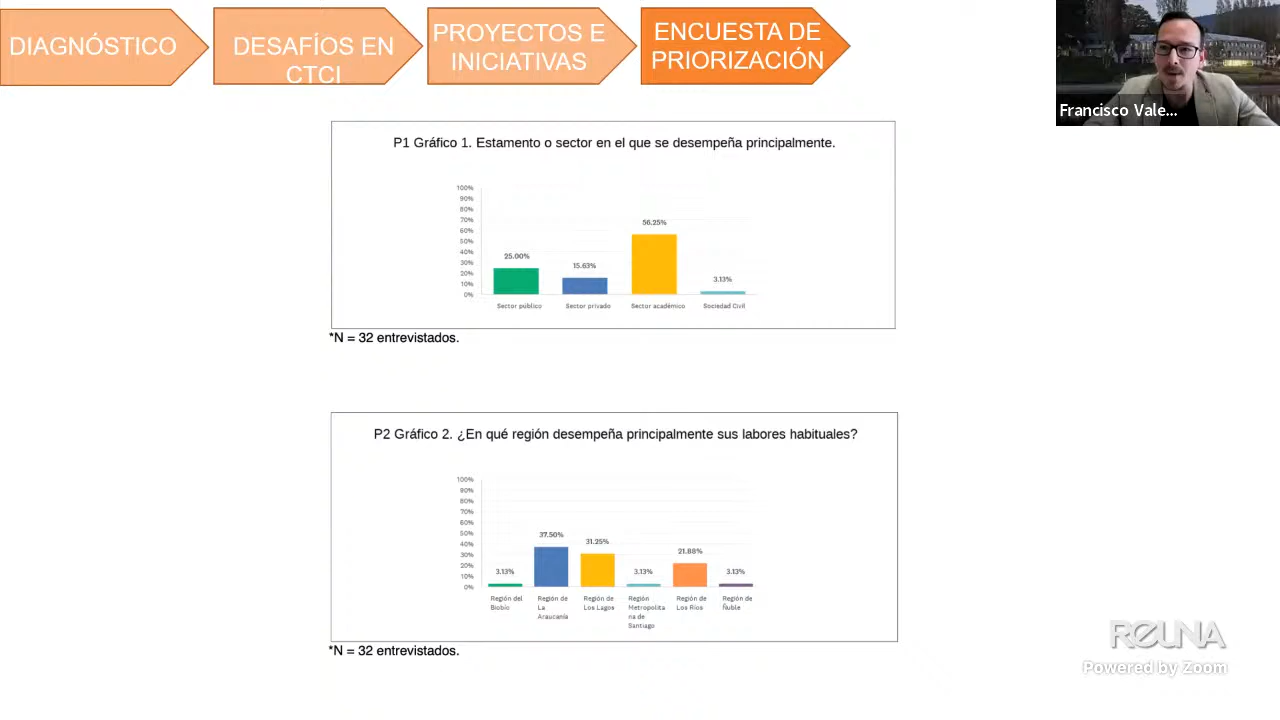 DIAGNÓSTICO
DESAFÍOS EN
CTCI
PROYECTOS E
INICIATIVAS
ENCUESTA DE
PRIORIZACIÓN
Francisco Vale...
P1 Gráfico 1. Estamento o sector en el que se desempeña principalmente.
100%
90%
80%
70%
60%
50%
40%
30%
20%
10%
0%
25.00%
15.63%
56.25%
3.13%
Sector público
Sector privado
Sector académico
Sociedad Civil
*N = 32 entrevistados.
P2 Gráfico 2. ¿En qué región desempeña principalmente sus labores habituales?
100%
90%
80%
70%
60%
50%
40%
30%
20%
10%
0%
3.13%
37.50%
31.25%
3.13%
21.88%
3.13%
Región del
Biobío
Región de
La
Araucanía
Región de
Los Lagos
Región
Metropolita
na de
Santiago
Región de
Los Ríos
Región de
Ñuble
*N = 32 entrevistados.
REUNA
Powered by Zoom